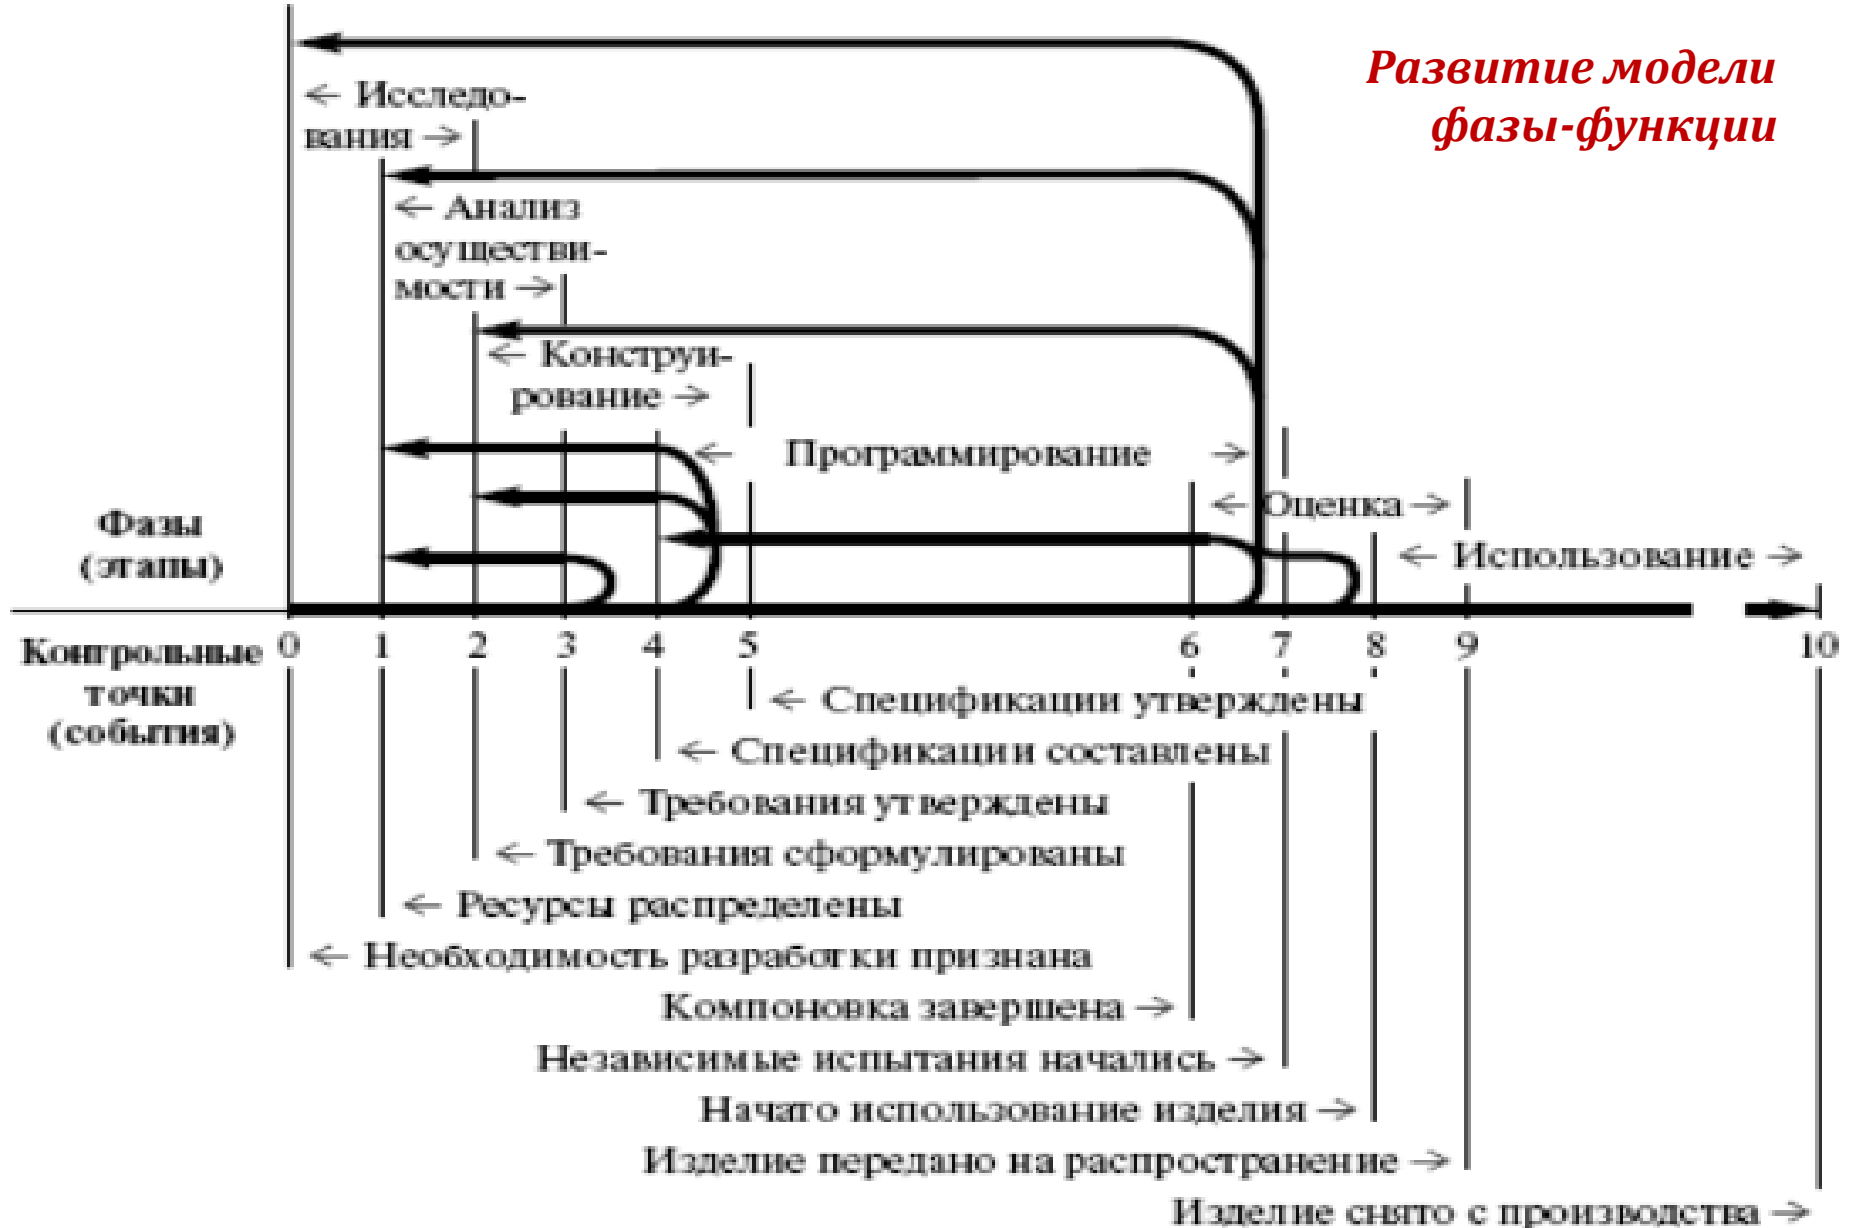 Развитие модели
фазы-функции
← Исследо-
вания →
← Анализ
осуществи-
мости →
← Конструи-
рование →
← Программирование →
← Оценка →
← Использование →
Фазы
(этапы)
Контрольные
точки
(события)
0 1 2 3 4 5 6 7 8 9 10
← Спецификации утверждены
← Спецификации составлены
← Требования утверждены
← Требования сформулированы
← Ресурсы распределены
← Необходимость разработки признана
Компоновка завершена →
Независимые испытания начались →
Начато использование изделия →
Изделие передано на распространение →
Изделие снято с производства →